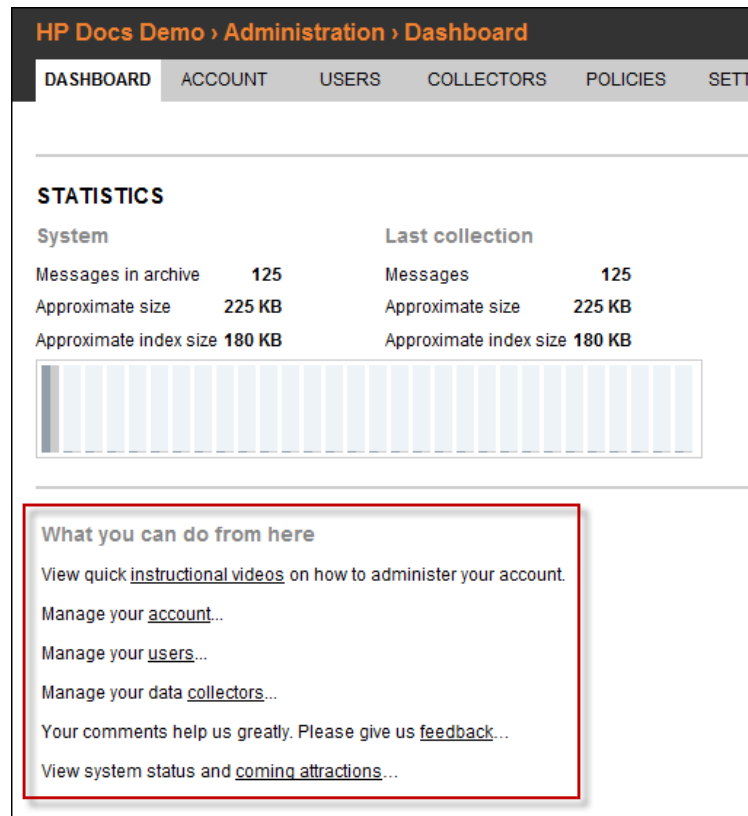 HP Docs Demo › Administration › Dashboard
DASHBOARD ACCOUNT USERS COLLECTORS POLICIES SETT
STATISTICS
System Last collection
Messages in archive 125 Messages 125
Approximate size 225 KB Approximate size 225 KB
Approximate index size 180 KB Approximate index size 180 KB
What you can do from here
View quick instructional videos on how to administer your account.
Manage your account...
Manage your users...
Manage your data collectors...
Your comments help us greatly. Please give us feedback...
View system status and coming attractions...